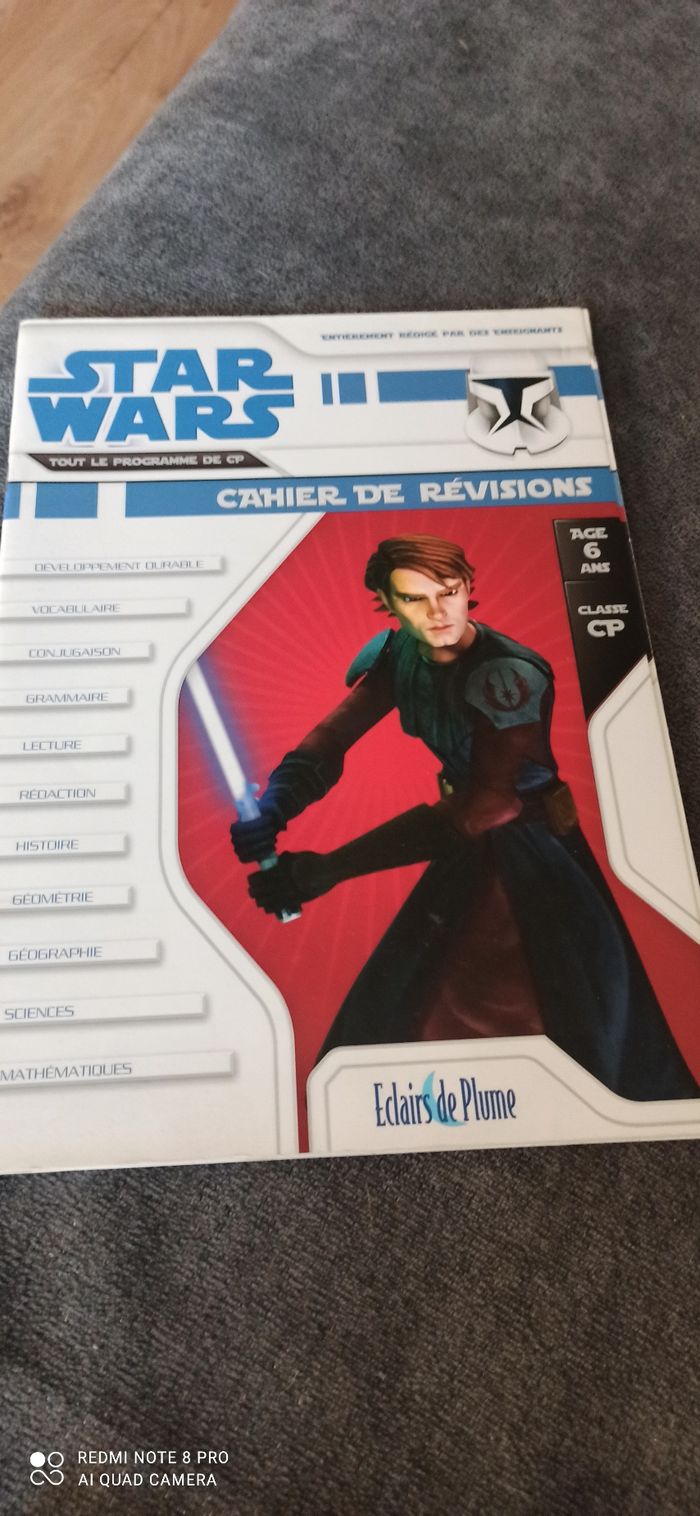 ENTIÈREMENT RÉDIGÉ PAR DES ENSEIGNANTS
STAR
WARS
TOUT LE PROGRAMME DE CP
CAHIER DE RÉVISIONS
AGE
6
ANS
CLASSE
CP
DÉVELOPPEMENT DURABLE
VOCABULAIRE
CONJUGAISON
GRAMMAIRE
LECTURE
RÉDACTION
HISTOIRE
GÉOMÉTRIE
GÉOGRAPHIE
SCIENCES
MATHÉMATIQUES
Eclairs de Plume
REDMI NOTE 8 PRO
AI QUAD CAMERA